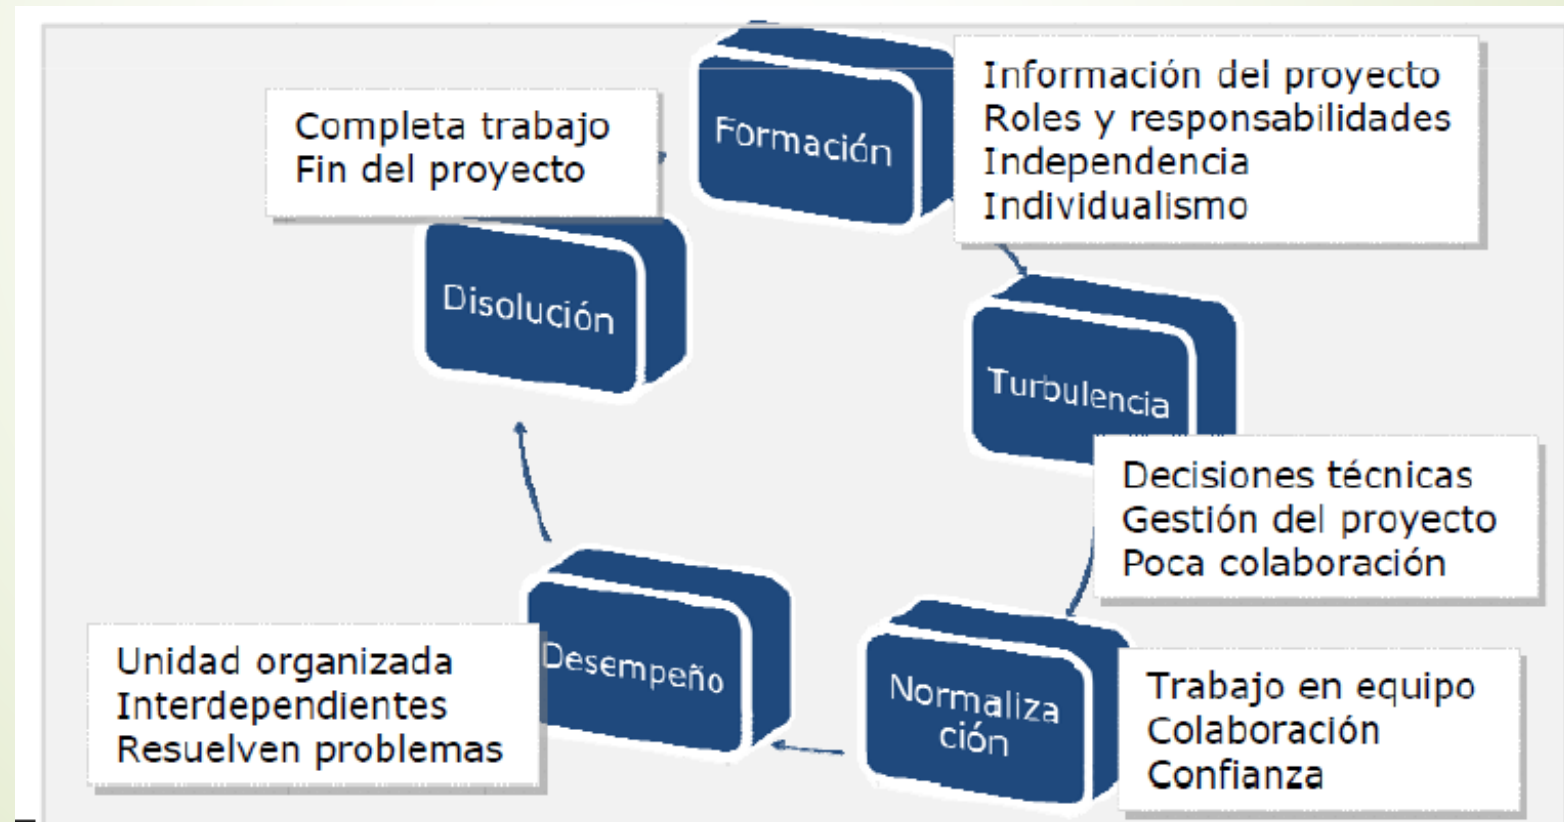 Formación
Información del proyecto
Roles y responsabilidades
Independencia
Individualismo
Turbulencia
Decisiones técnicas
Gestión del proyecto
Poca colaboración
Normaliza
ción
Trabajo en equipo
Colaboración
Confianza
Desempeño
Unidad organizada
Interdependientes
Resuelven problemas
Disolución
Completa trabajo
Fin del proyecto